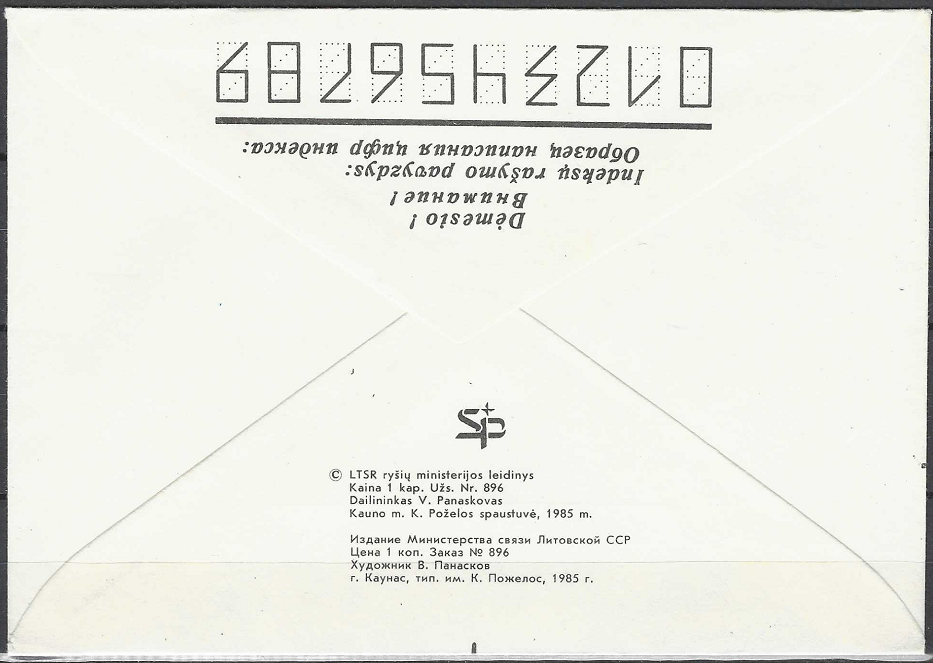 Dėmesio!
Внимание!
Indeksų rašymo pavyzdys:
Образец написания цифр индекса:
0123456789
SP
© LTSR ryšių ministerijos leidinys
Kaina 1 kap. Užs. Nr. 896
Dailininkas V. Panaskovas
Kauno m. K. Poželos spaustuvė, 1985 m.
Издание Министерства связи Литовской ССР
Цена 1 коп. Заказ № 896
Художник В. Панасков
г. Каунас, тип. им. К. Пожелос, 1985 г.